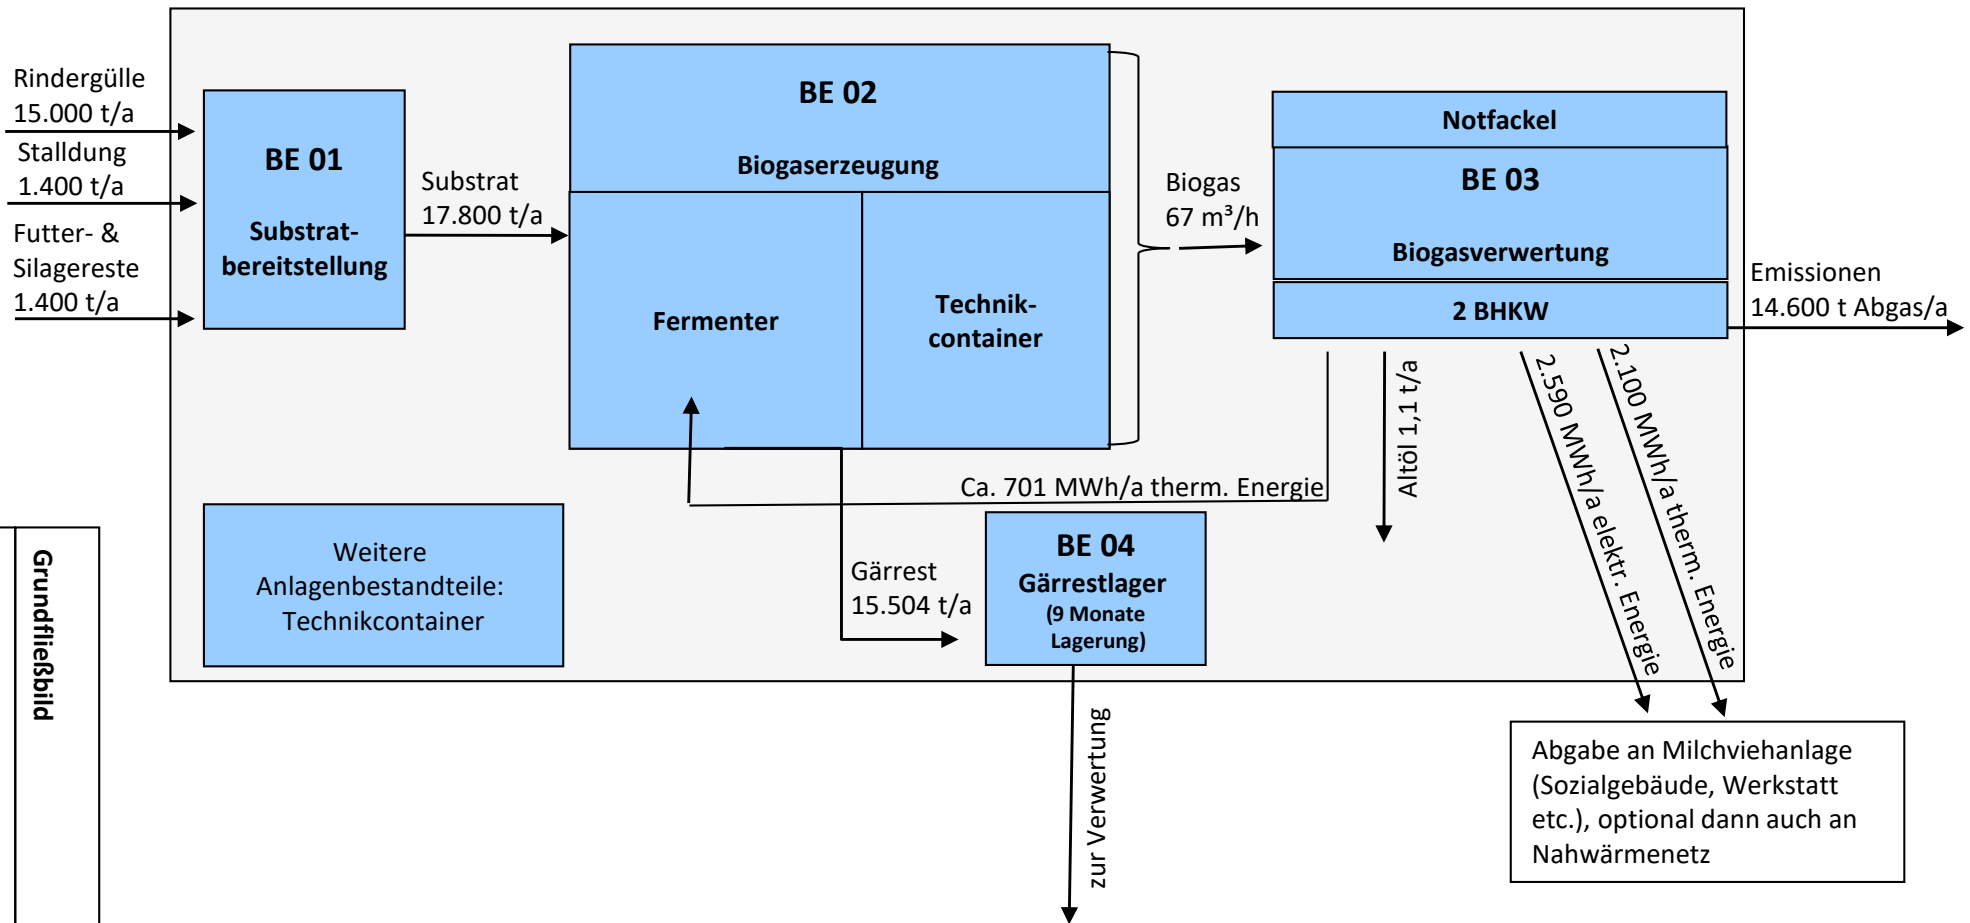 Rindergülle
15.000 t/a
Stalldung
1.400 t/a
Futter- &
Silagereste
1.400 t/a
BE 01
Substrat-
bereitstellung
Substrat
17.800 t/a
BE 02
Biogaserzeugung
Fermenter
Technik-
container
Biogas
67 m³/h
Notfackel
BE 03
Biogasverwertung
2 BHKW
Emissionen
14.600 t Abgas/a
Ca. 701 MWh/a therm. Energie
Altöl 1,1 t/a
2.590 MWh/a elektr. Energie
2.100 MWh/a therm. Energie
Weitere
Anlagenbestandteile:
Technikcontainer
Gärrest
15.504 t/a
BE 04
Gärrestlager
(9 Monate
Lagerung)
zur Verwertung
Abgabe an Milchviehanlage
(Sozialgebäude, Werkstatt
etc.), optional dann auch an
Nahwärmenetz
Grundfließbild